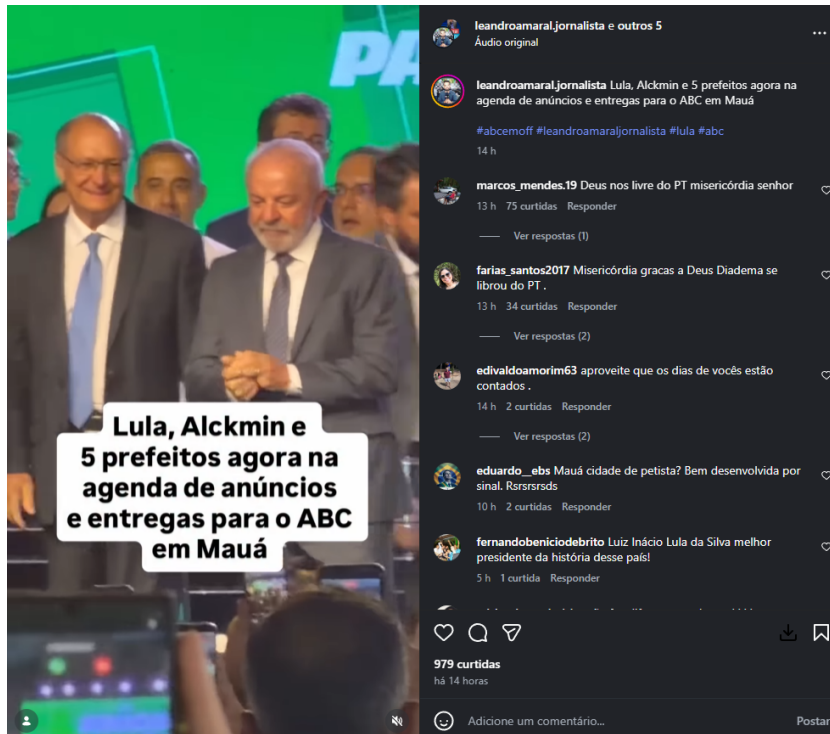 PA
Lula, Alckmin e
5 prefeitos agora na
agenda de anúncios
e entregas para o ABC
em Mauá
leandroamaral.jornalista e outros 5
Áudio original
leandroamaral.jornalista Lula, Alckmin e 5 prefeitos agora na
agenda de anúncios e entregas para o ABC em Mauá
#abcemoff #leandroamaraljornalista #lula #abc
14 h
marcos_mendes.19 Deus nos livre do PT misericórdia senhor
13 h 75 curtidas Responder
Ver respostas (1)
farias_santos2017 Misericórdia gracas a Deus Diadema se
librou do PT .
13 h 34 curtidas Responder
Ver respostas (2)
edivaldoamorim63 aproveite que os dias de vocês estão
contados .
14 h 2 curtidas Responder
Ver respostas (2)
eduardo__ebs Mauá cidade de petista? Bem desenvolvida por
sinal. Rsrsrsrsds
10 h 2 curtidas Responder
fernandobeniciodebrito Luiz Inácio Lula da Silva melhor
presidente da história desse país!
5 h 1 curtida Responder
979 curtidas
há 14 horas
Adicione um comentário...
Postar